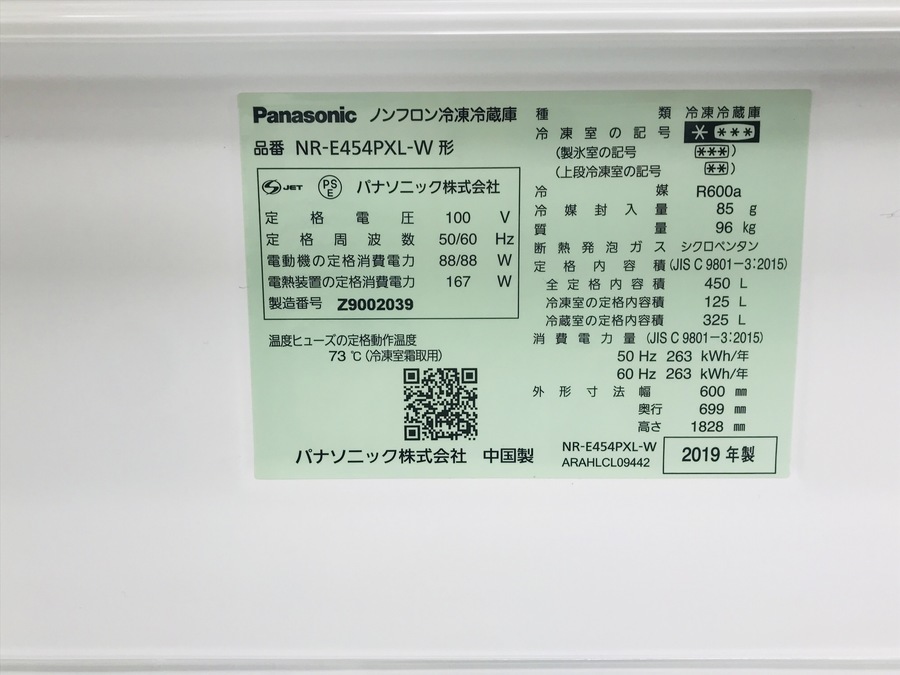 Panasonic ノンフロン冷凍冷蔵庫
品番 NR-E454PXL-W 形
JET PSE パナソニック株式会社
定格電圧 100 V
定格周波数 50/60 Hz
電動機の定格消費電力 88/88 W
電熱装置の定格消費電力 167 W
製造番号 Z9002039
温度ヒューズの定格動作温度
73 ℃(冷凍室霜取用)
パナソニック株式会社 中国製
種類 冷凍冷蔵庫
冷凍室の記号 * ***
(製氷室の記号 ***)
(上段冷凍室の記号 **)
冷媒 R600a
冷媒封入量 85 g
質量 96 kg
断熱発泡ガス シクロペンタン
定格内容積 (JIS C 9801-3:2015)
全定格内容積 450 L
冷凍室の定格内容積 125 L
冷蔵室の定格内容積 325 L
消費電力量 (JIS C 9801-3:2015)
50 Hz 263 kWh/年
60 Hz 263 kWh/年
外形寸法 幅 600 mm
奥行 699 mm
高さ 1828 mm
NR-E454PXL-W
ARAHLCL09442
2019 年製